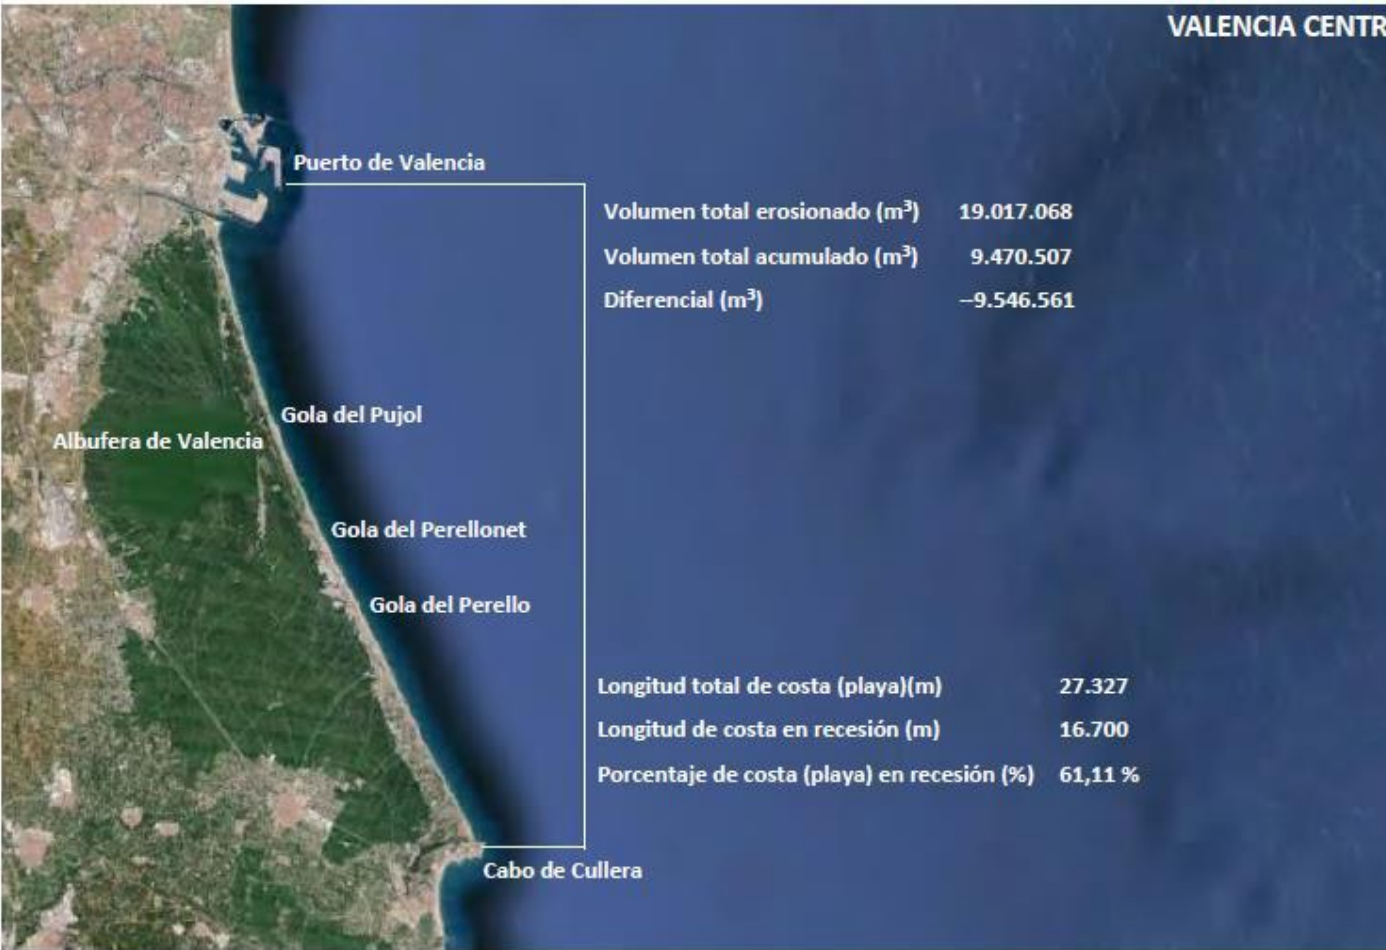 VALENCIA CENTR
Puerto de Valencia
Volumen total erosionado (m³) 19.017.068
Volumen total acumulado (m³) 9.470.507
Diferencial (m³) --9.546.561
Gola del Pujol
Albufera de Valencia
Gola del Perellonet
Gola del Perello
Longitud total de costa (playa)(m) 27.327
Longitud de costa en recesión (m) 16.700
Porcentaje de costa (playa) en recesión (%) 61,11 %
Cabo de Cullera